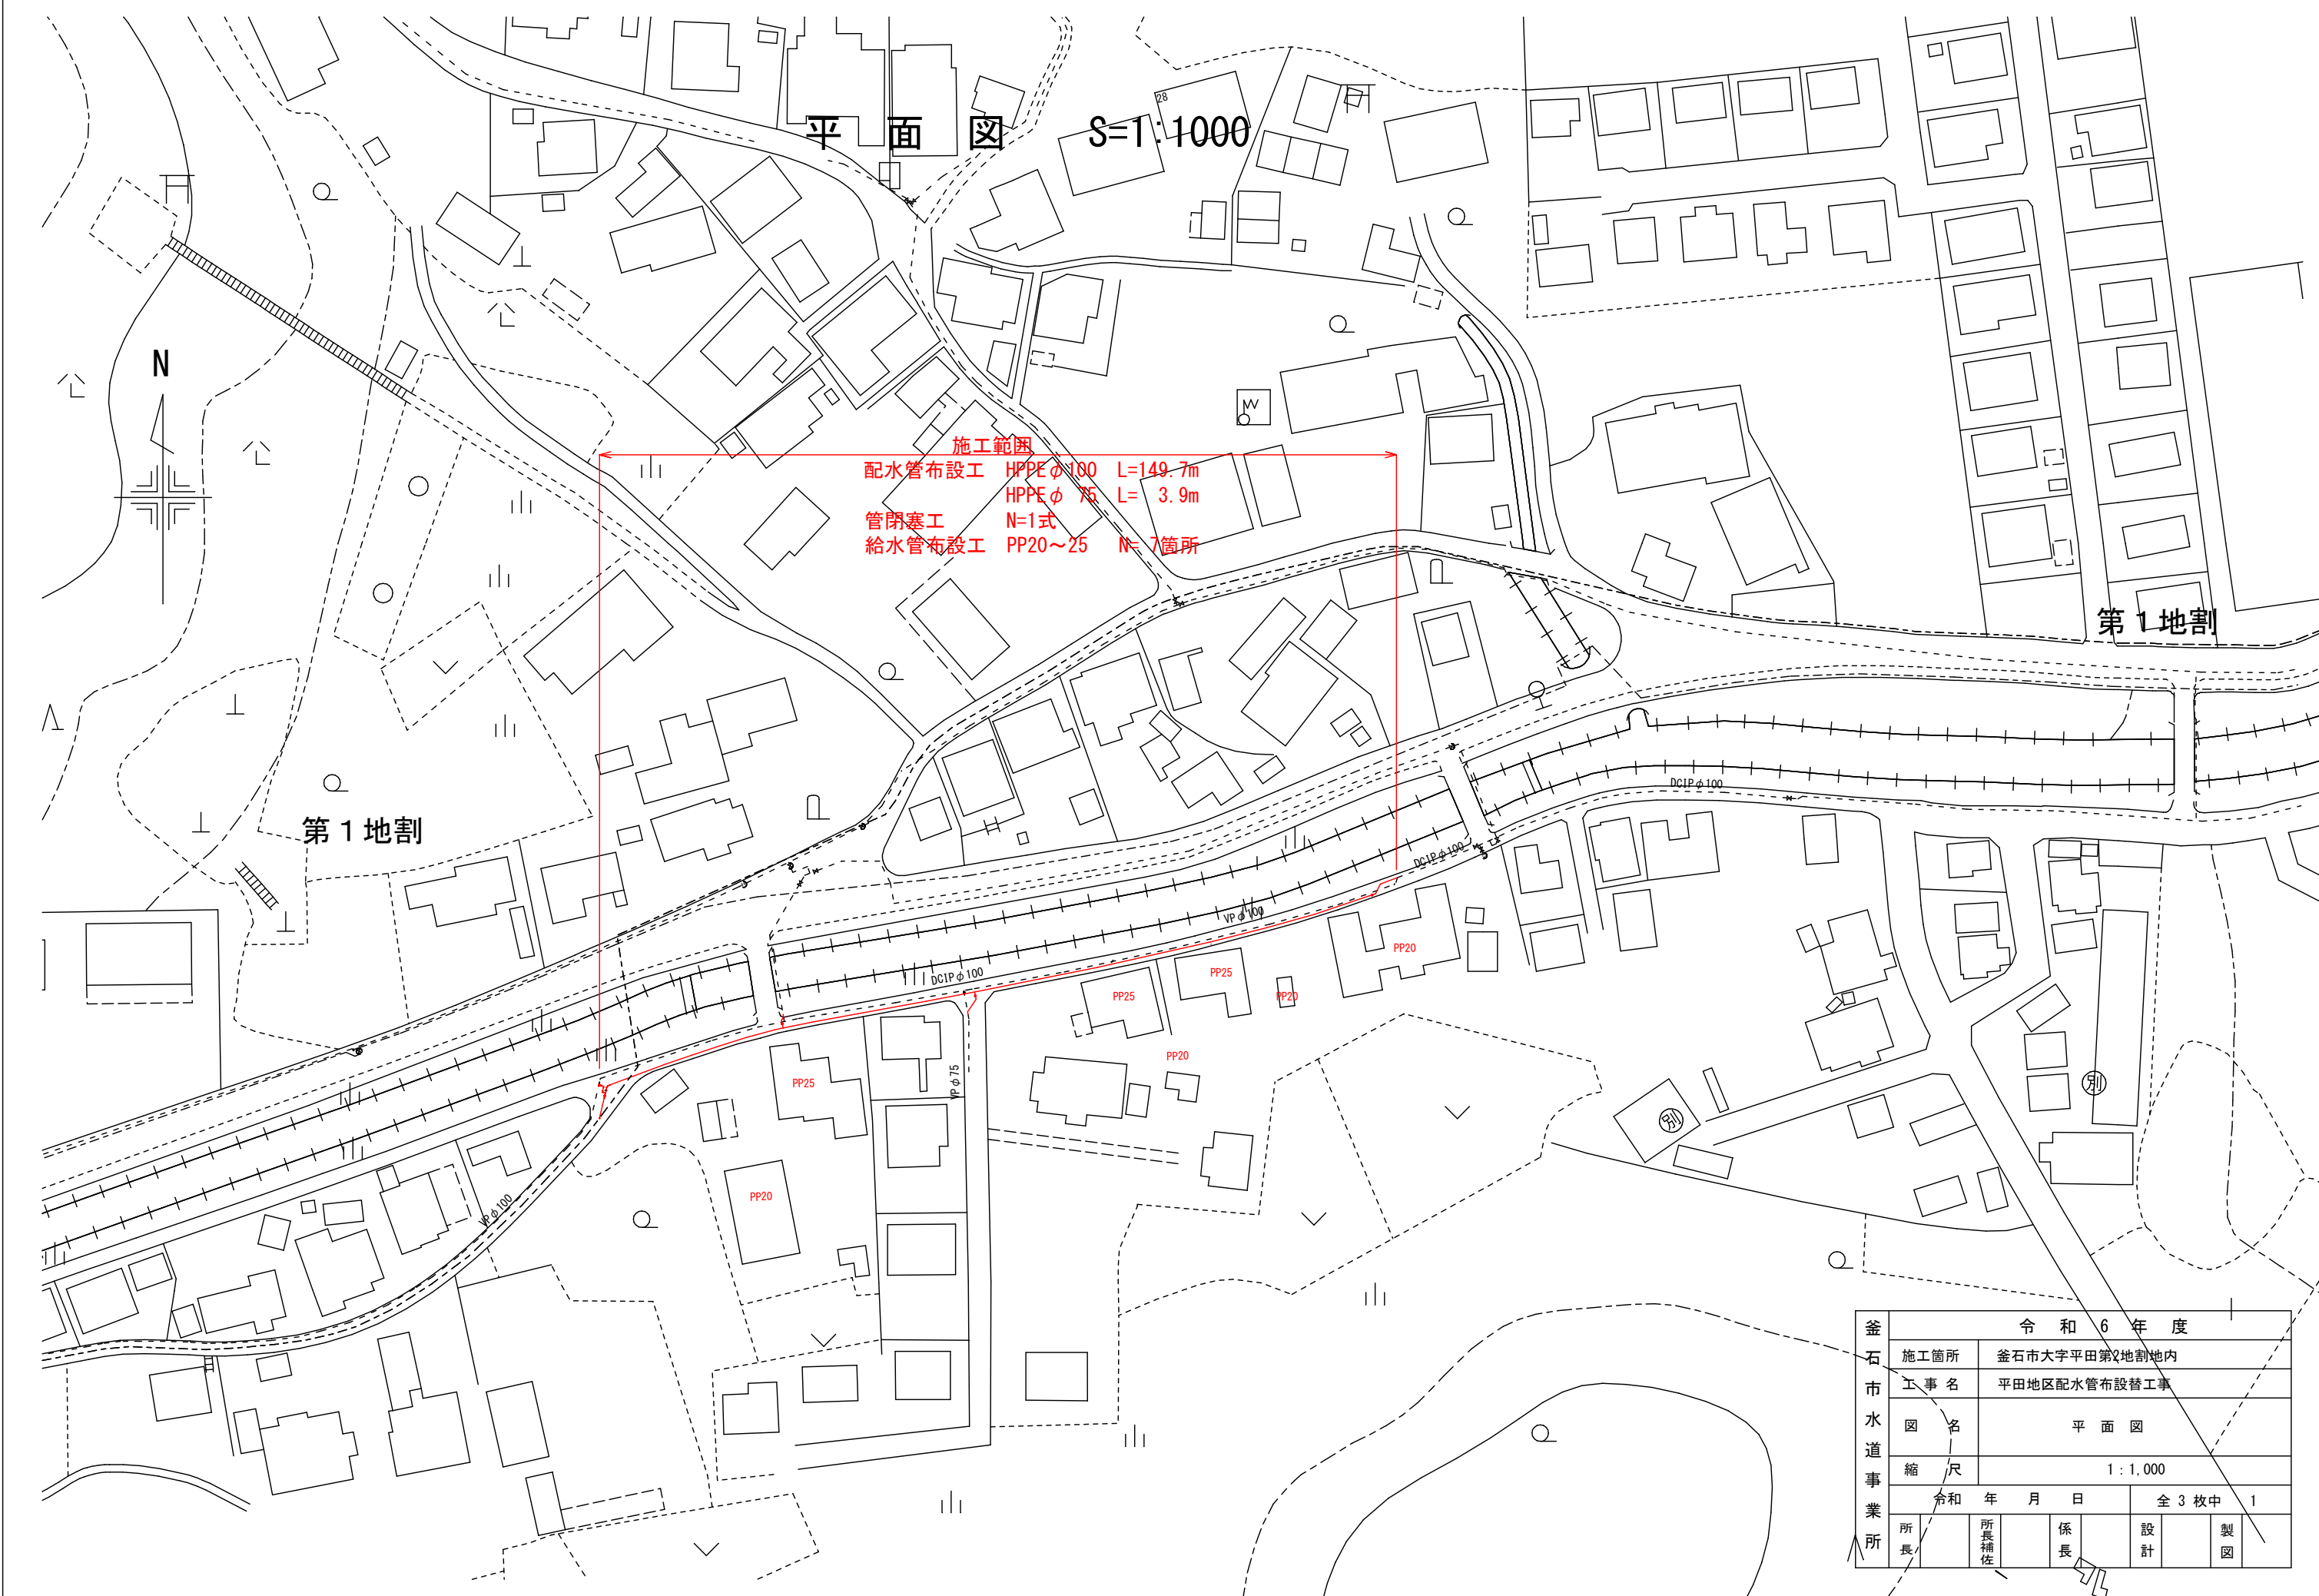 平　面　図　　S=1:1000
28
N
施工範囲
配水管布設工　HPPEφ100　L=149.7m
HPPEφ 75　L=　3.9m
管閉塞工　　　N=1式
給水管布設工　PP20～25　N= 7箇所
第１地割
第１地割
DCIPφ100
DCIPφ100
VPφ100
DCIPφ100
PP20
PP25
PP25
PP20
PP20
PP25
VPφ75
PP20
VPφ100
別
別
釜石市水道事業所
令　和　6　年　度
施工箇所　釜石市大字平田第2地割地内
工 事 名　平田地区配水管布設替工事
図　　名　平　面　図
縮　　尺　1：1,000
令和　年　月　日　全 3 枚中　1
所長　所長補佐　係長　設計　製図